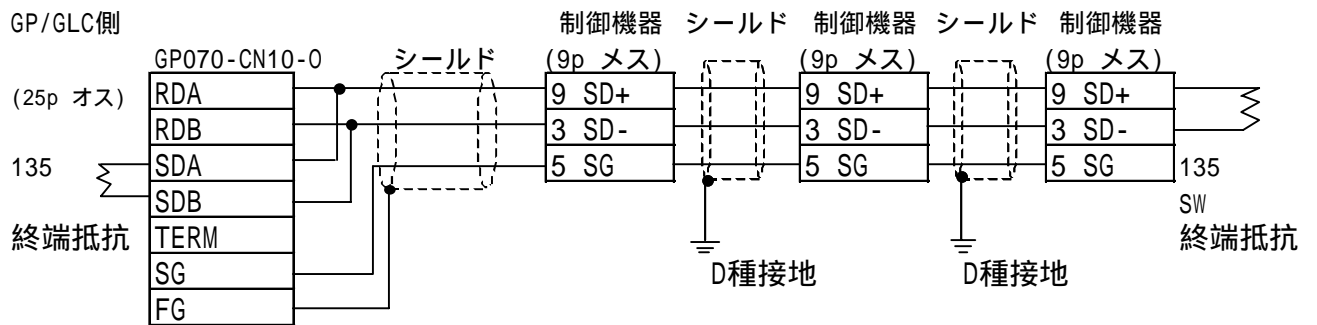 GP/GLC側
制御機器 シールド 制御機器 シールド 制御機器
GP070-CN10-O シールド (9p メス) (9p メス) (9p メス)
(25p オス)
RDA
RDB
SDA
SDB
TERM
SG
FG
135
終端抵抗
9 SD+
3 SD-
5 SG
9 SD+
3 SD-
5 SG
9 SD+
3 SD-
5 SG
135
SW
終端抵抗
D種接地
D種接地